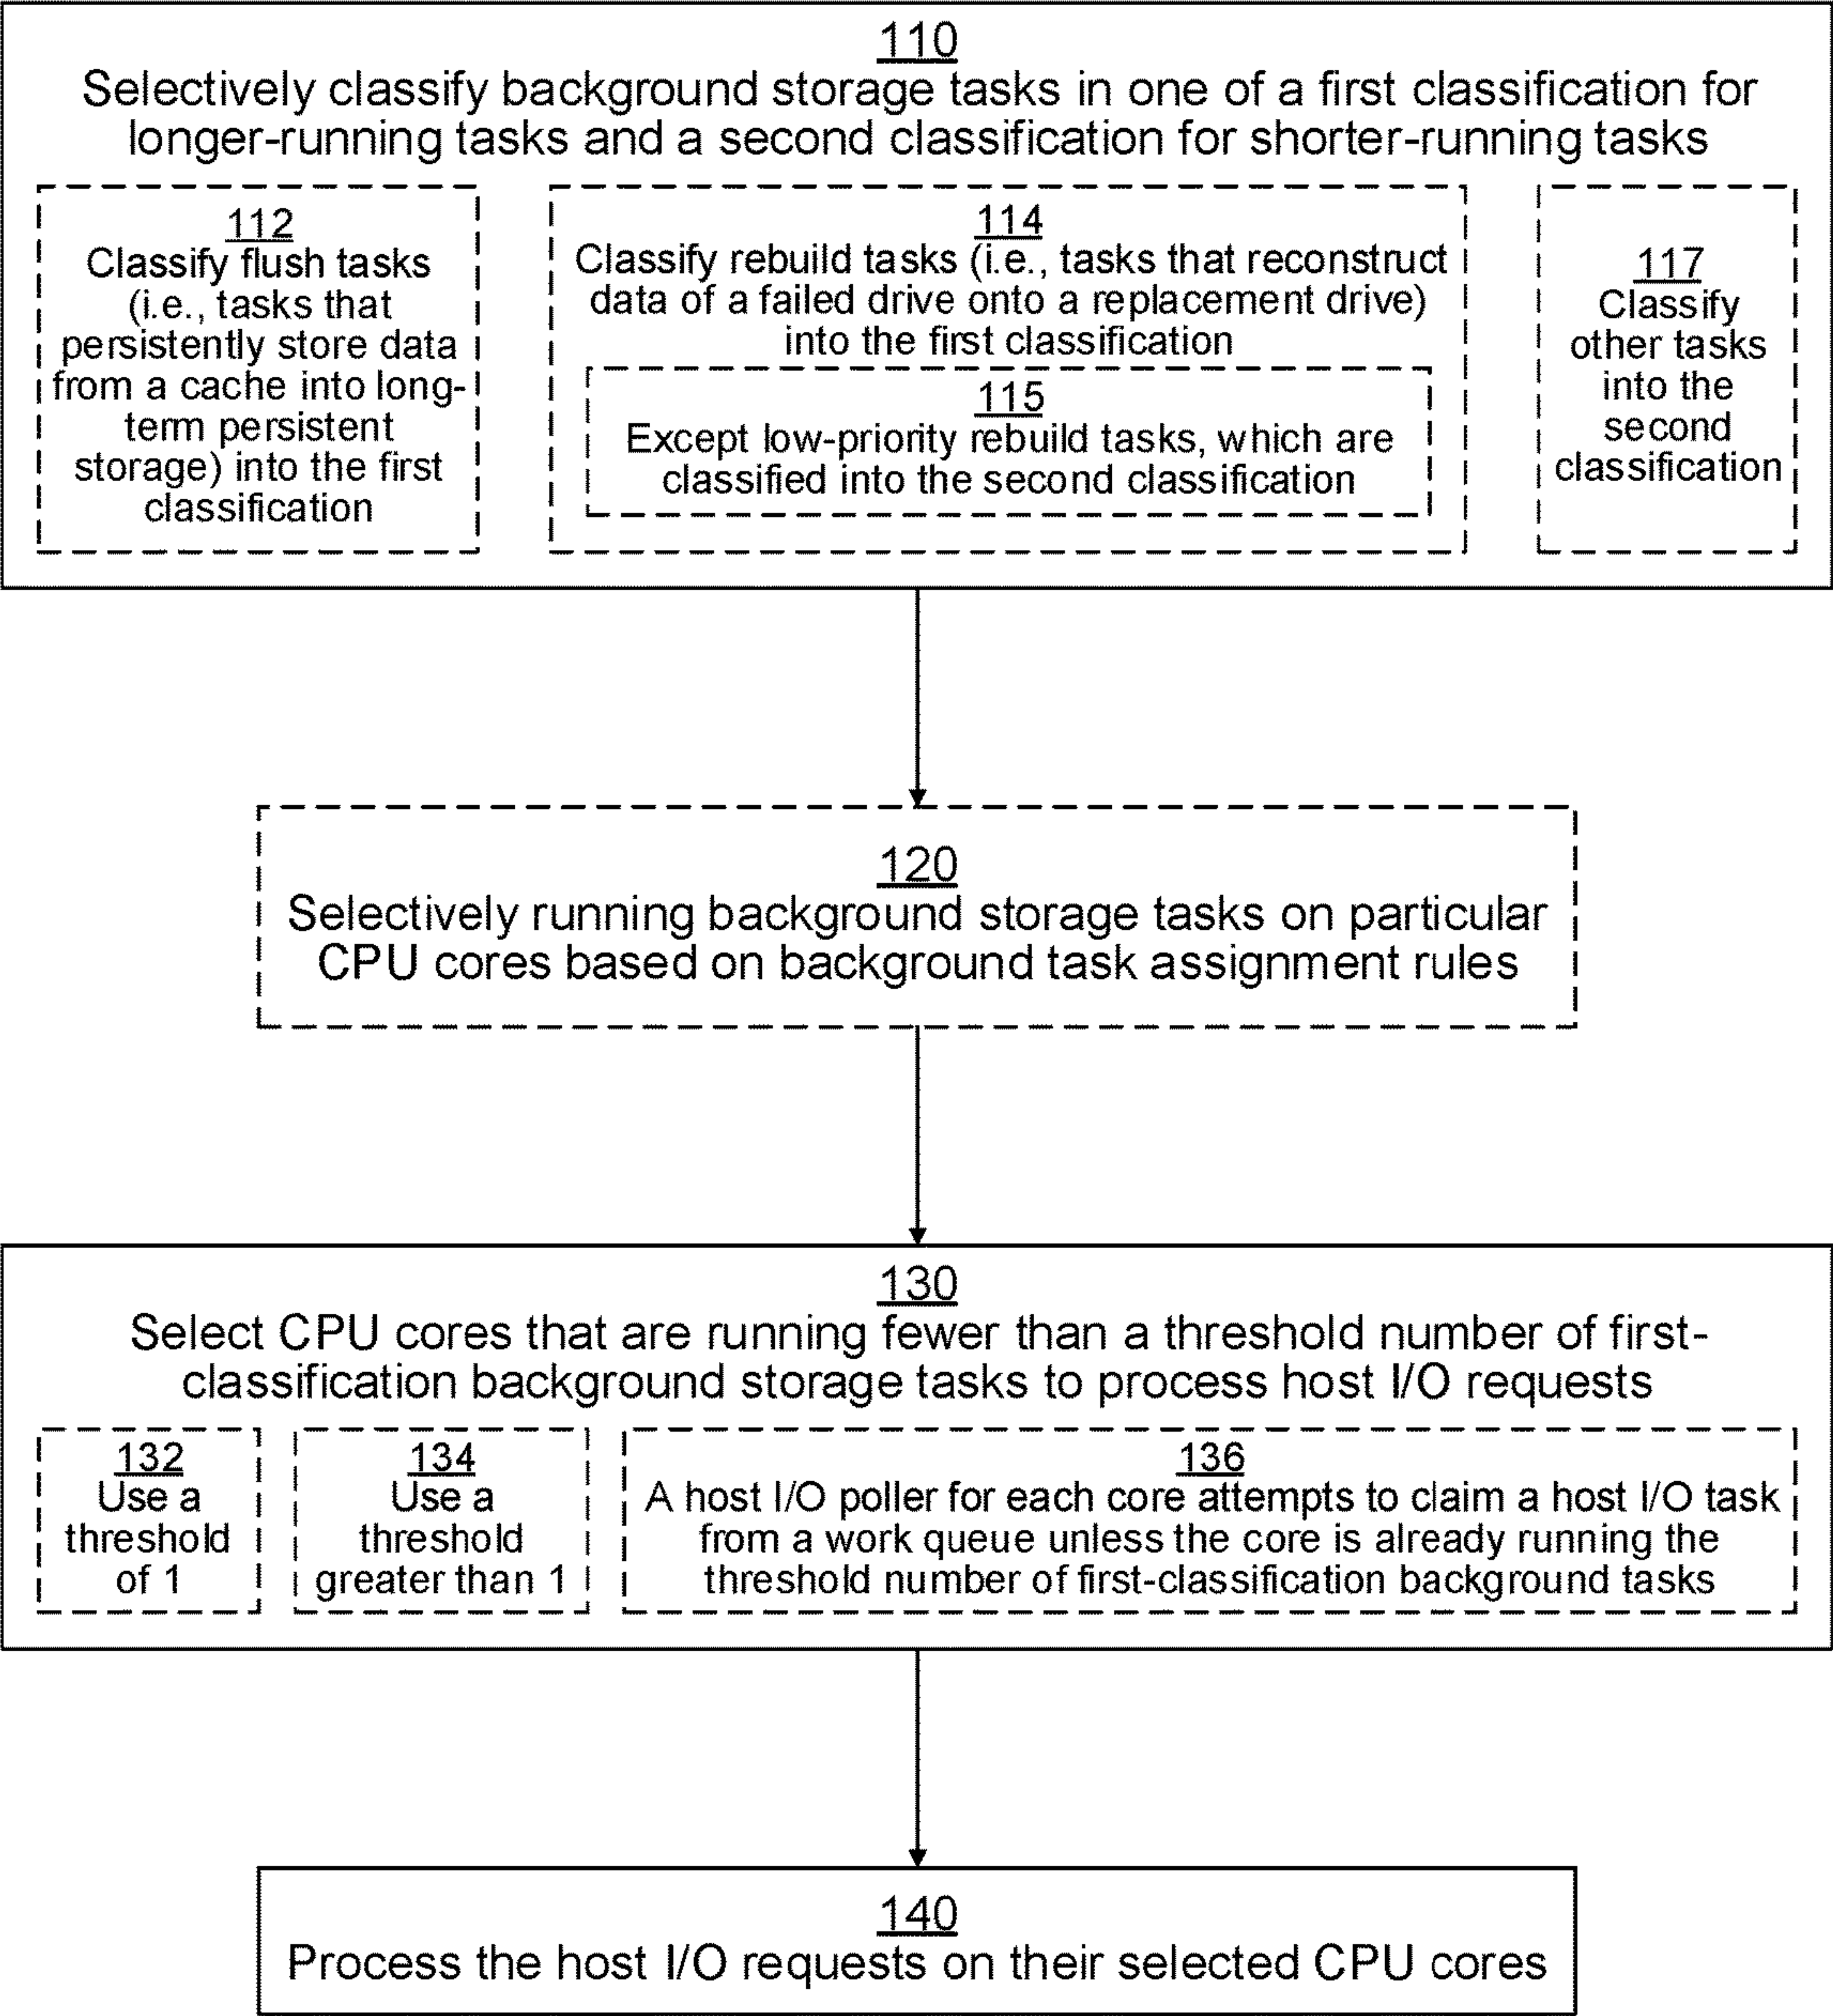 110
Selectively classify background storage tasks in one of a first classification for
longer-running tasks and a second classification for shorter-running tasks
112
Classify flush tasks
(i.e., tasks that
persistently store data
from a cache into long-
term persistent
storage) into the first
classification
114
Classify rebuild tasks (i.e., tasks that reconstruct
data of a failed drive onto a replacement drive)
into the first classification
115
Except low-priority rebuild tasks, which are
classified into the second classification
117
Classify
other tasks
into the
second
classification
120
Selectively running background storage tasks on particular
CPU cores based on background task assignment rules
130
Select CPU cores that are running fewer than a threshold number of first-
classification background storage tasks to process host I/O requests
132
Use a
threshold
of 1
134
Use a
threshold
greater than 1
136
A host I/O poller for each core attempts to claim a host I/O task
from a work queue unless the core is already running the
threshold number of first-classification background tasks
140
Process the host I/O requests on their selected CPU cores